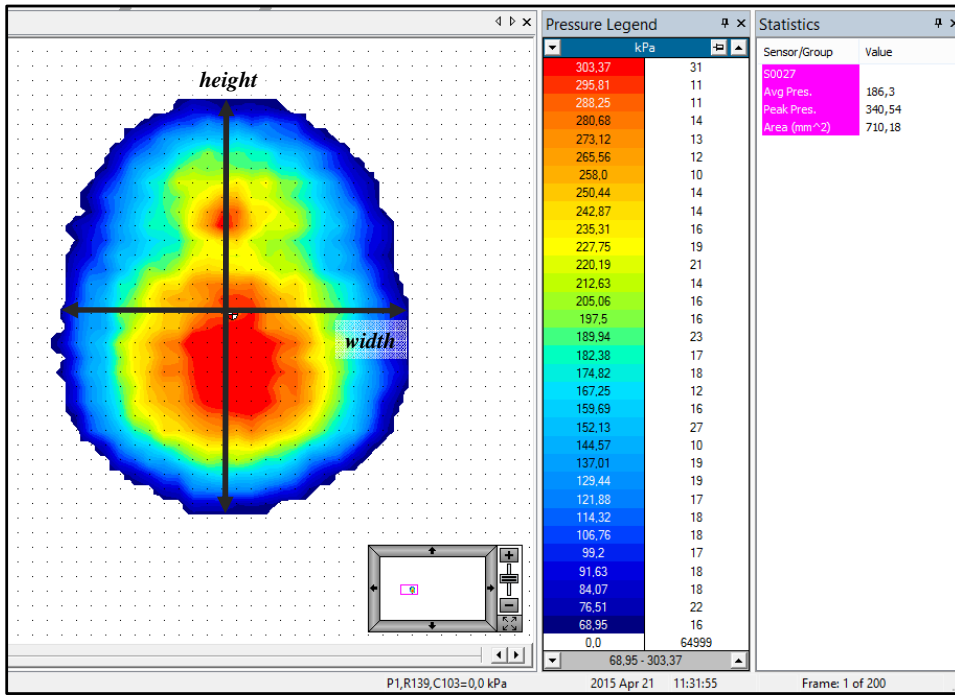 height
width
P1,R139,C103=0,0 kPa
Pressure Legend
kPa
303,37 31
295,81 11
288,25 11
280,68 14
273,12 13
265,56 12
258,0 10
250,44 14
242,87 14
235,31 16
227,75 19
220,19 21
212,63 14
205,06 16
197,5 16
189,94 23
182,38 17
174,82 18
167,25 12
159,69 16
152,13 27
144,57 10
137,01 19
129,44 19
121,88 17
114,32 18
106,76 18
99,2 17
91,63 18
84,07 18
76,51 22
68,95 16
0,0 64999
68,95 - 303,37
Statistics
Sensor/Group Value
S0027
Avg Pres. 186,3
Peak Pres. 340,54
Area (mm^2) 710,18
2015 Apr 21 11:31:55
Frame: 1 of 200